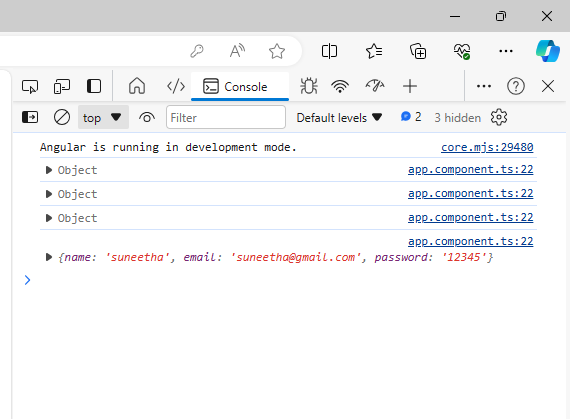 Console
top
Filter
Default levels
2
3 hidden
Angular is running in development mode. core.mjs:29480
Object app.component.ts:22
Object app.component.ts:22
Object app.component.ts:22
app.component.ts:22
{name: 'suneetha', email: 'suneetha@gmail.com', password: '12345'}